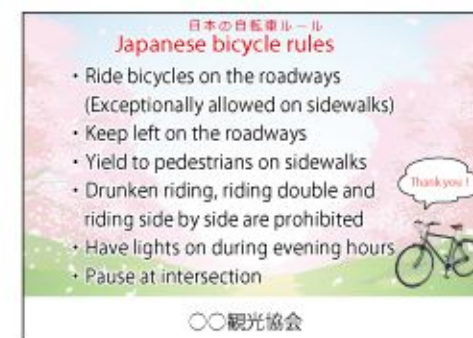 日本の自転車ルール
Japanese bicycle rules
・Ride bicycles on the roadways
(Exceptionally allowed on sidewalks)
・Keep left on the roadways
・Yield to pedestrians on sidewalks
・Drunken riding, riding double and
riding side by side are prohibited
・Have lights on during evening hours
・Pause at intersection
Thank you !
○○観光協会